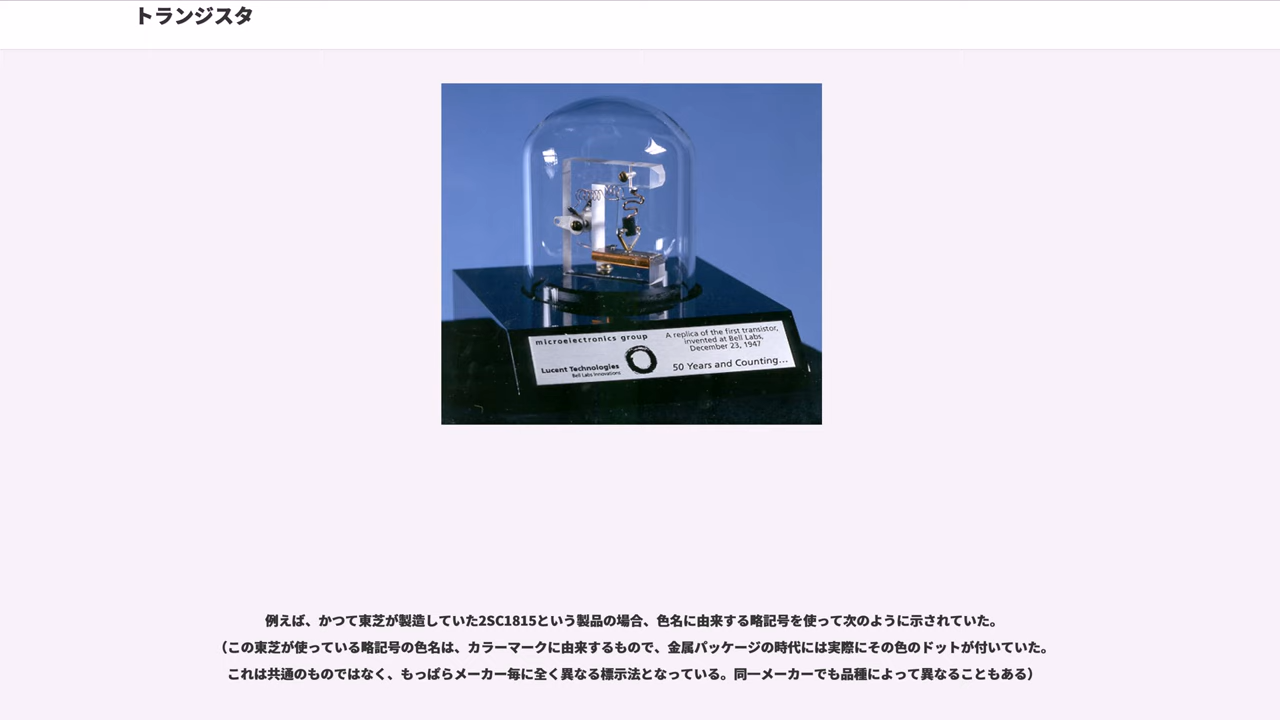 トランジスタ
microelectronics group
Lucent Technologies
Bell Labs Innovations
A replica of the first transistor,
invented at Bell Labs,
December 23, 1947
50 Years and Counting...
例えば、かつて東芝が製造していた2SC1815という製品の場合、色名に由来する略記号を使って次のように示されていた。
（この東芝が使っている略記号の色名は、カラーマークに由来するもので、金属パッケージの時代には実際にその色のドットが付いていた。
これは共通のものではなく、もっぱらメーカー毎に全く異なる標示法となっている。同一メーカーでも品種によって異なることもある）